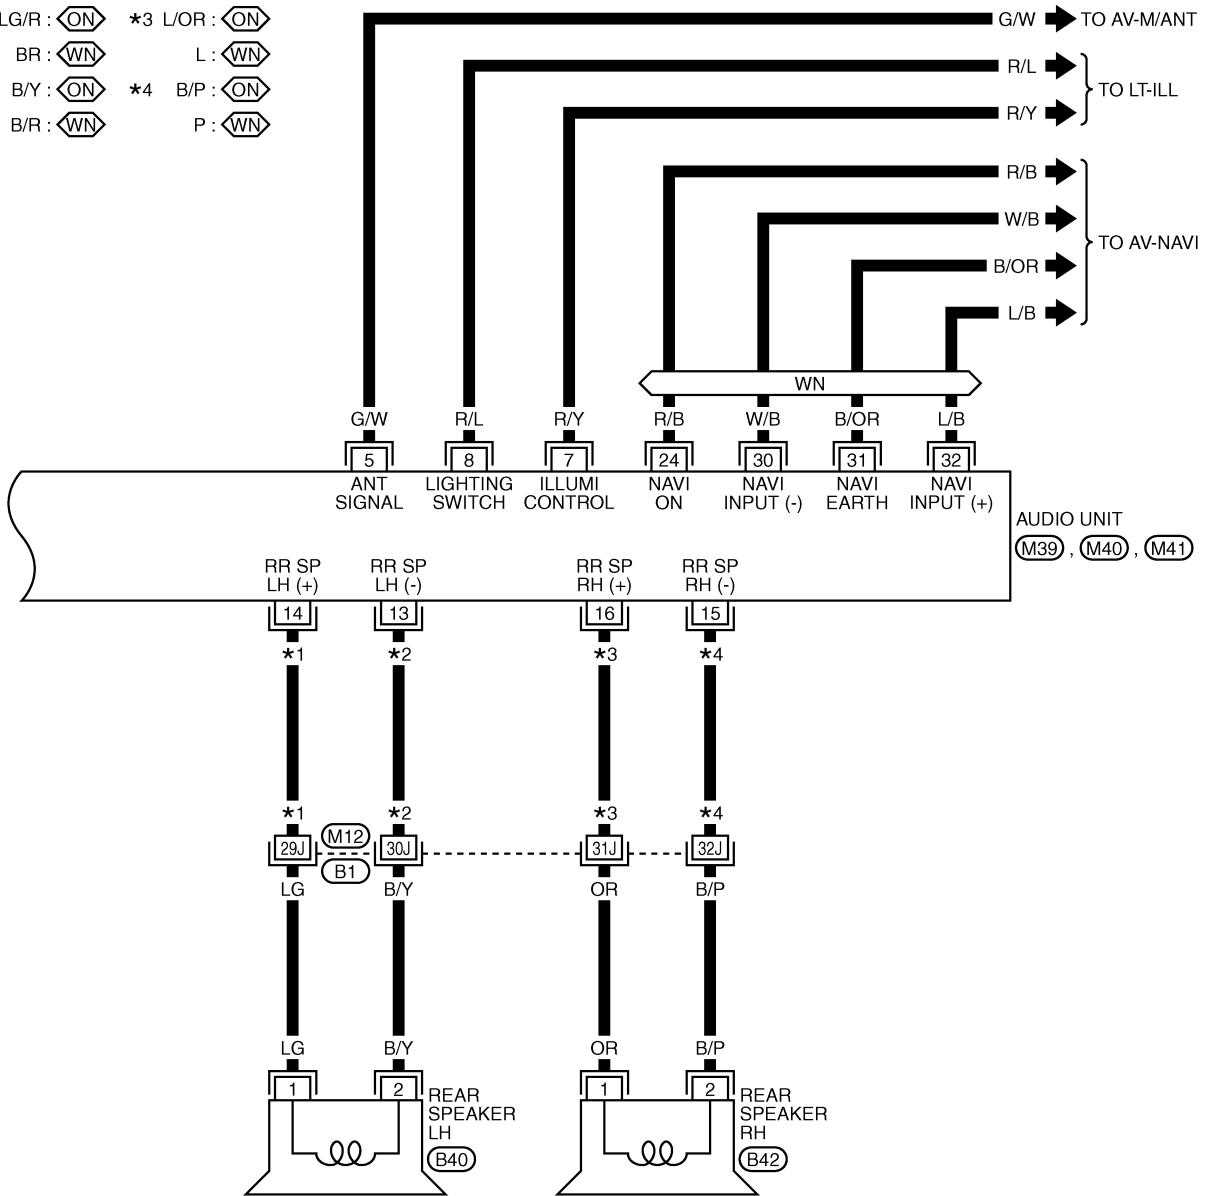 LG/R : ON *3 L/OR : ON
BR : WN L : WN
B/Y : ON *4 B/P : ON
B/R : WN P : WN
G/W TO AV-M/ANT
R/L
TO LT-ILL
R/Y
R/B
W/B
TO AV-NAVI
B/OR
L/B
WN
G/W R/L R/Y R/B W/B B/OR L/B
5 8 7 24 30 31 32
ANT SIGNAL
LIGHTING SWITCH
ILLUMI CONTROL
NAVI ON
NAVI INPUT (-)
NAVI EARTH
NAVI INPUT (+)
AUDIO UNIT
M39 , M40 , M41
RR SP LH (+)
RR SP LH (-)
RR SP RH (+)
RR SP RH (-)
14 13 16 15
*1 *2 *3 *4
*1 *2 *3 *4
M12
29J 30J 31J 32J
B1
LG B/Y OR B/P
LG B/Y OR B/P
1 2 1 2
REAR
SPEAKER
LH
B40
REAR
SPEAKER
RH
B42